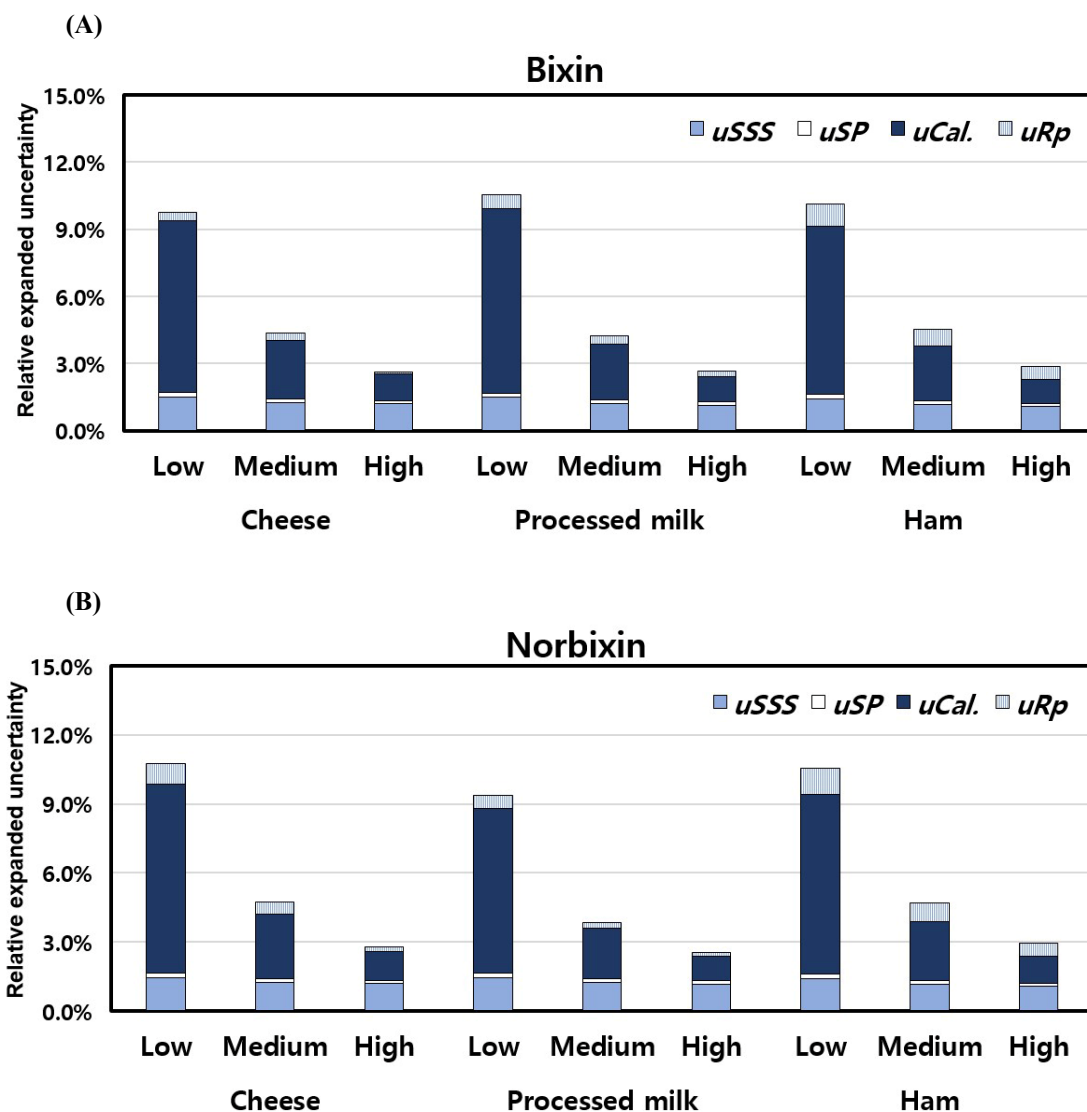 (A)
Bixin
Relative expanded uncertainty
15.0%
12.0%
9.0%
6.0%
3.0%
0.0%
uSSS uSP uCal. uRp
Low Medium High Low Medium High Low Medium High
Cheese Processed milk Ham
(B)
Norbixin
Relative expanded uncertainty
15.0%
12.0%
9.0%
6.0%
3.0%
0.0%
uSSS uSP uCal. uRp
Low Medium High Low Medium High Low Medium High
Cheese Processed milk Ham